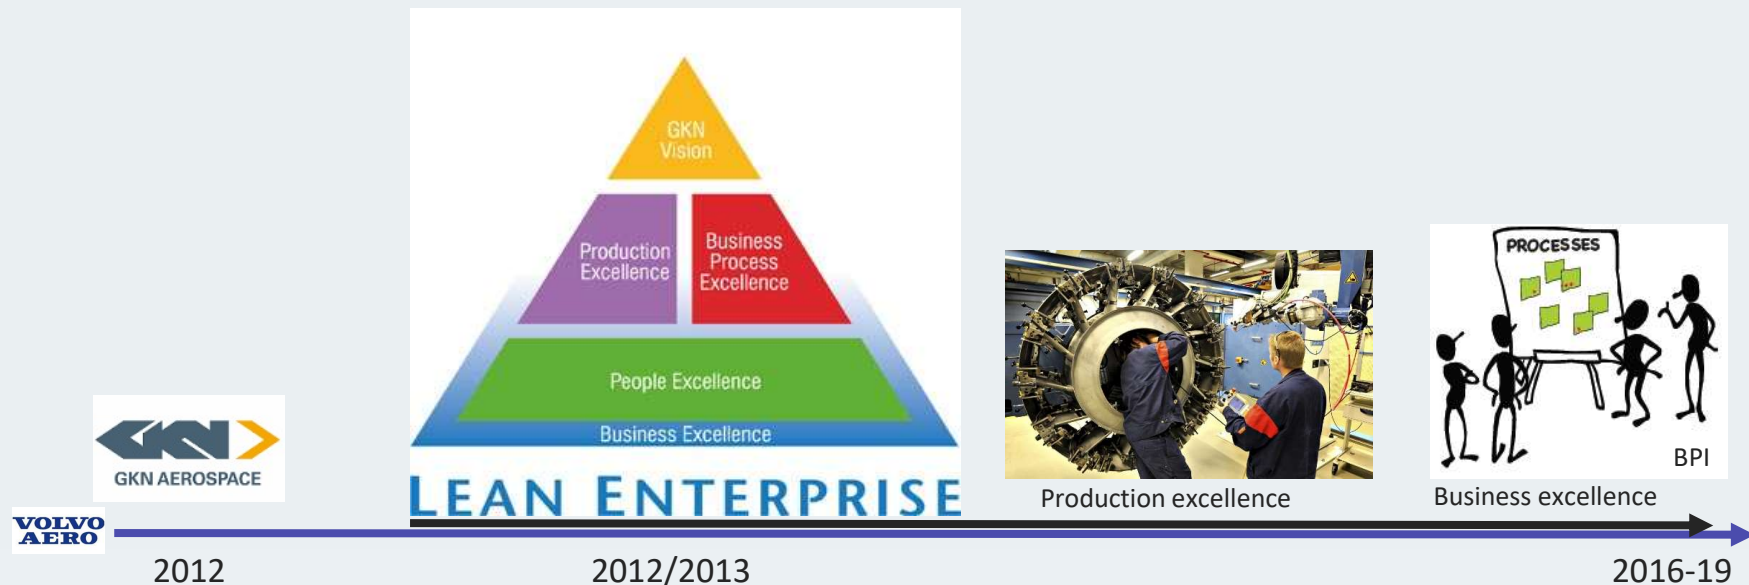 GKN
Vision
Production
Excellence
Business
Process
Excellence
People Excellence
Business Excellence
LEAN ENTERPRISE
GKN
GKN AEROSPACE
VOLVO
AERO
PROCESSES
BPI
Production excellence
Business excellence
2012
2012/2013
2016-19